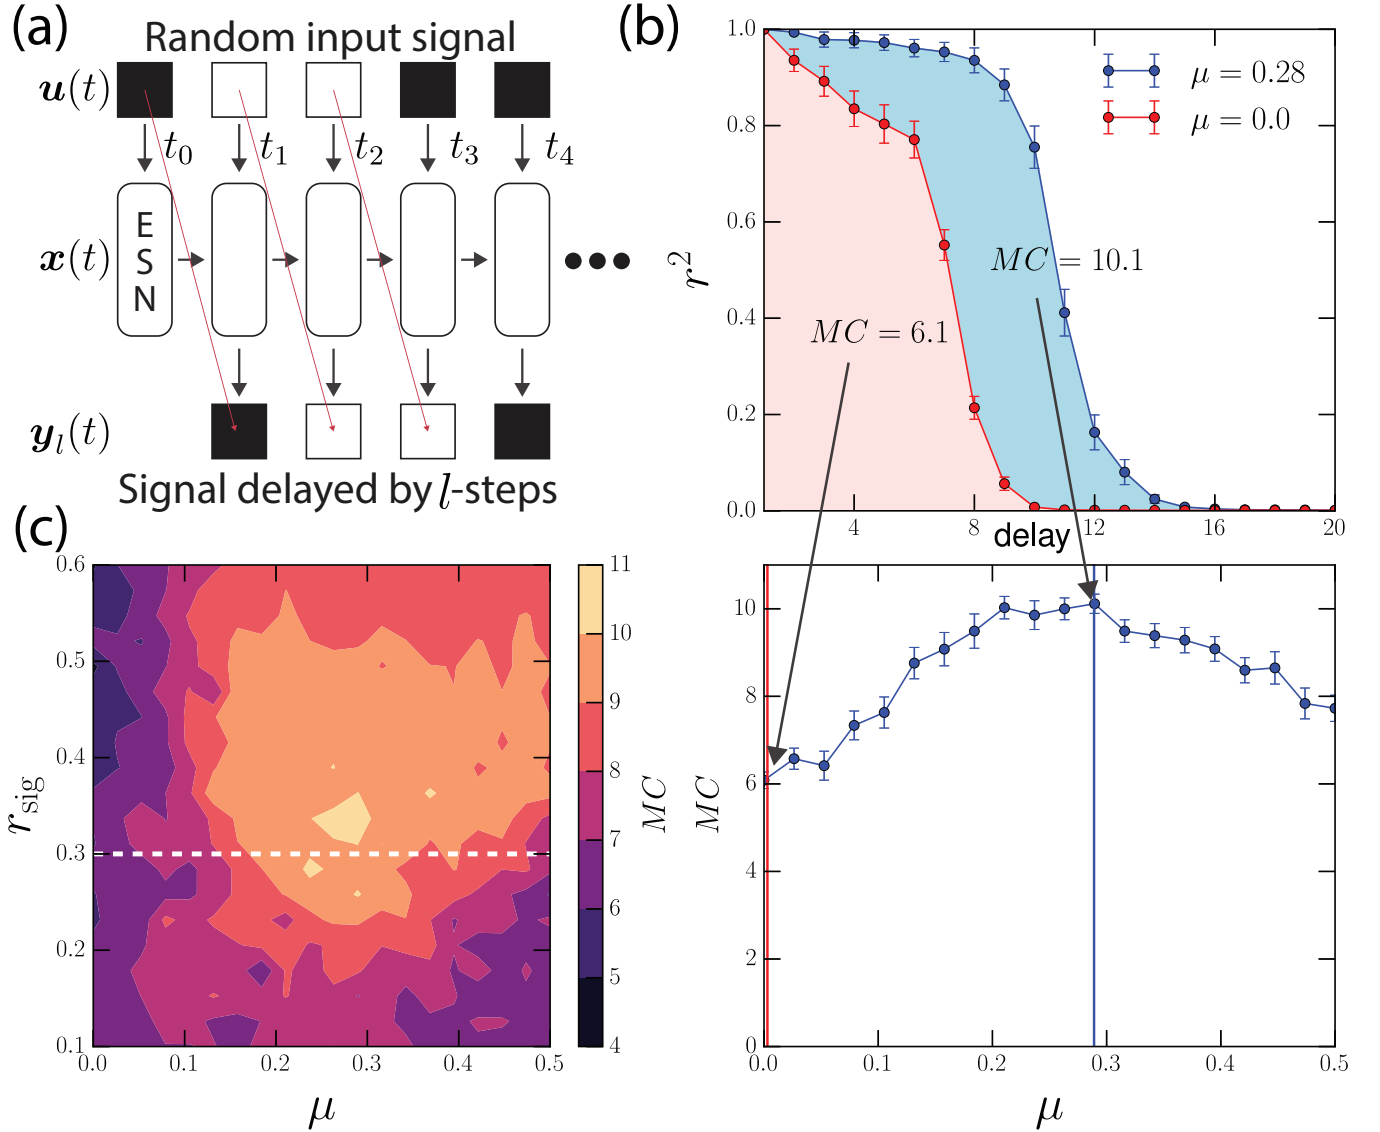 (a)
Random input signal
u(t)
t0 t1 t2 t3 t4
x(t)
E
S
N
yl(t)
Signal delayed by l-steps
(b)
1.0
0.8
0.6
0.4
0.2
0.0
r²
μ = 0.28
μ = 0.0
MC = 10.1
MC = 6.1
4 8 12 16 20
delay
(c)
0.6
0.5
0.4
0.3
0.2
0.1
rsig
0.0 0.1 0.2 0.3 0.4 0.5
μ
11
10
9
8
7
6
5
4
MC
10
8
6
4
2
0
MC
0.0 0.1 0.2 0.3 0.4 0.5
μ